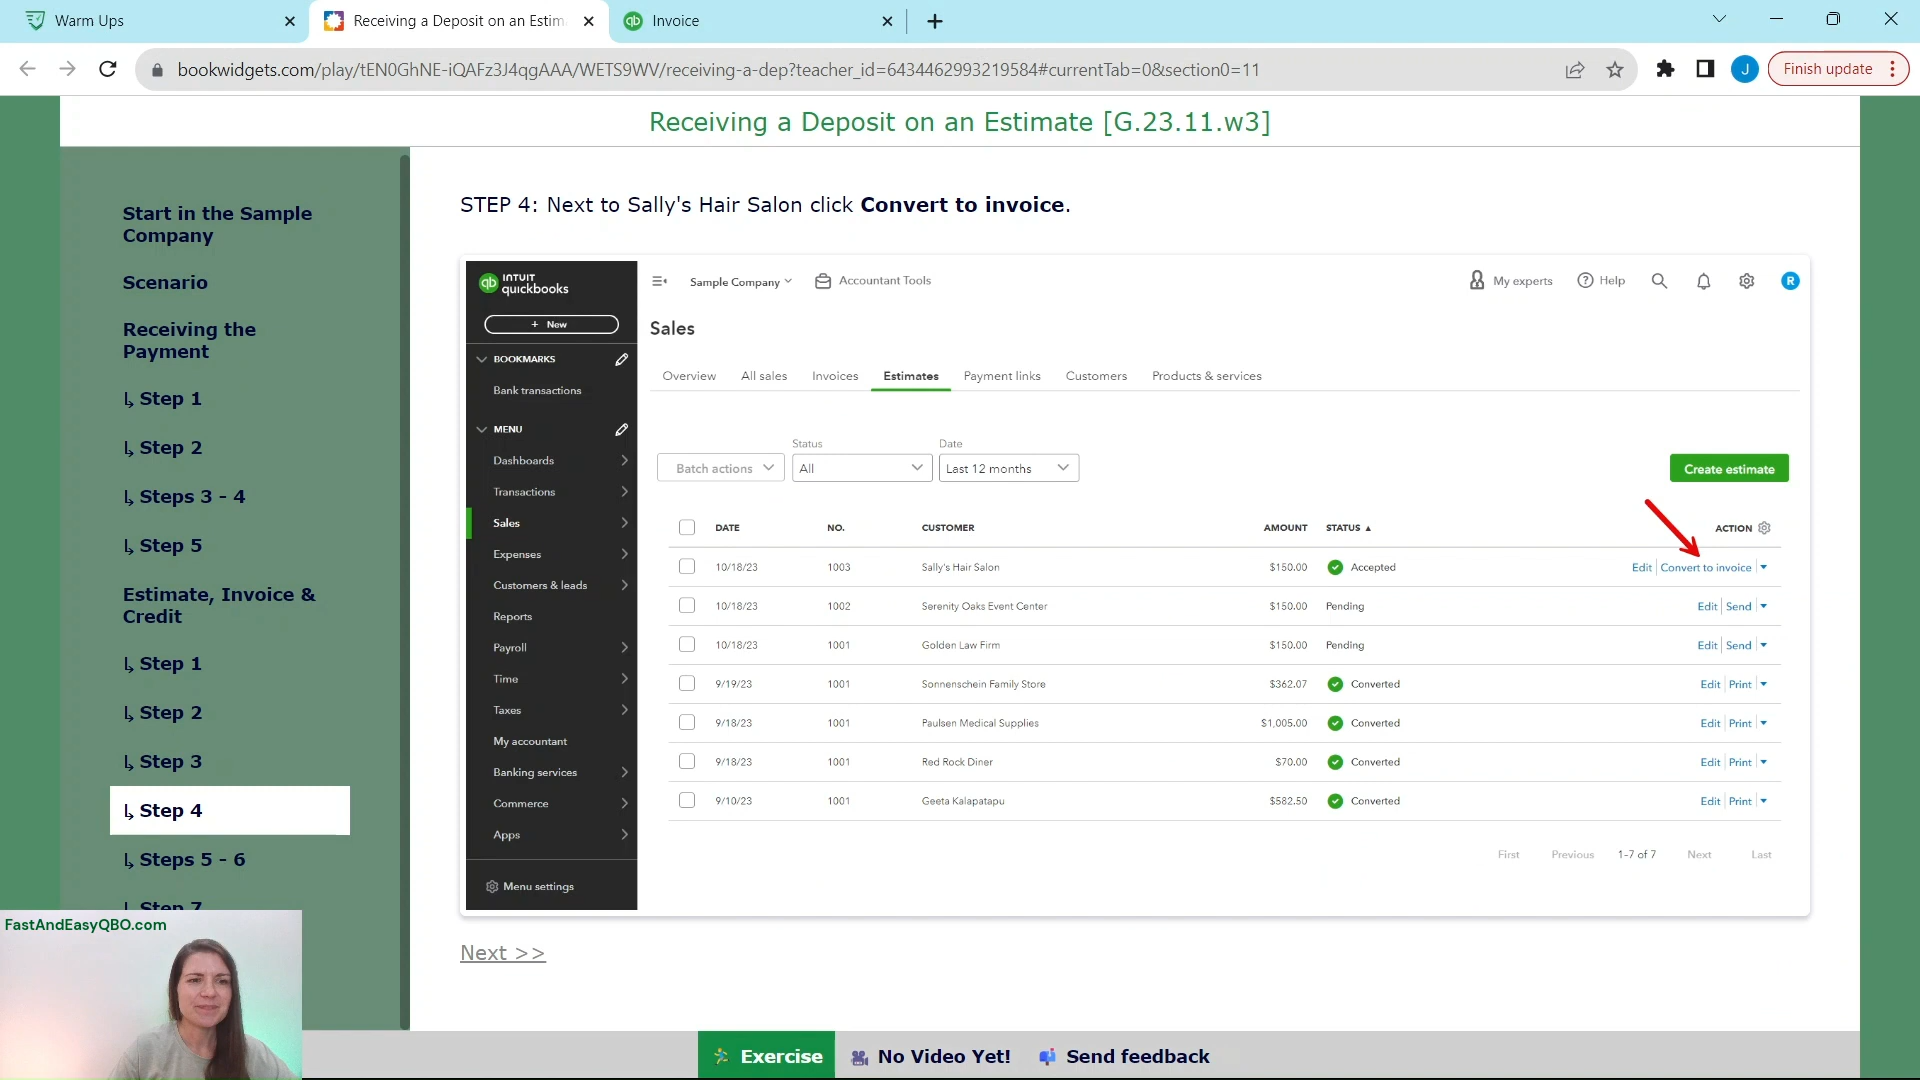 Warm Ups
Receiving a Deposit on an Estim
Invoice
bookwidgets.com/play/tEN0GhNE-iQAFz3J4qgAAA/WETS9WV/receiving-a-dep?teacher_id=6434462993219584#currentTab=0&section0=11
J
Finish update
Receiving a Deposit on an Estimate [G.23.11.w3]
Start in the Sample
Company
Scenario
Receiving the
Payment
↳ Step 1
↳ Step 2
↳ Steps 3 - 4
↳ Step 5
Estimate, Invoice &
Credit
↳ Step 1
↳ Step 2
↳ Step 3
↳ Step 4
↳ Steps 5 - 6
↳ Step 7
STEP 4: Next to Sally's Hair Salon click Convert to invoice.
qb INTUIT
quickbooks
+ New
BOOKMARKS
Bank transactions
MENU
Dashboards
Transactions
Sales
Expenses
Customers & leads
Reports
Payroll
Time
Taxes
My accountant
Banking services
Commerce
Apps
Menu settings
Sample Company
Accountant Tools
My experts
Help
R
Sales
Overview All sales Invoices Estimates Payment links Customers Products & services
Status Date
Batch actions All Last 12 months
Create estimate
DATE NO. CUSTOMER AMOUNT STATUS ▲ ACTION
10/18/23 1003 Sally's Hair Salon $150.00 Accepted Edit Convert to invoice
10/18/23 1002 Serenity Oaks Event Center $150.00 Pending Edit Send
10/18/23 1001 Golden Law Firm $150.00 Pending Edit Send
9/19/23 1001 Sonnenschein Family Store $362.07 Converted Edit Print
9/18/23 1001 Paulsen Medical Supplies $1,005.00 Converted Edit Print
9/18/23 1001 Red Rock Diner $70.00 Converted Edit Print
9/10/23 1001 Geeta Kalapatapu $582.50 Converted Edit Print
First Previous 1-7 of 7 Next Last
Next >>
FastAndEasyQBO.com
Exercise
No Video Yet!
Send feedback